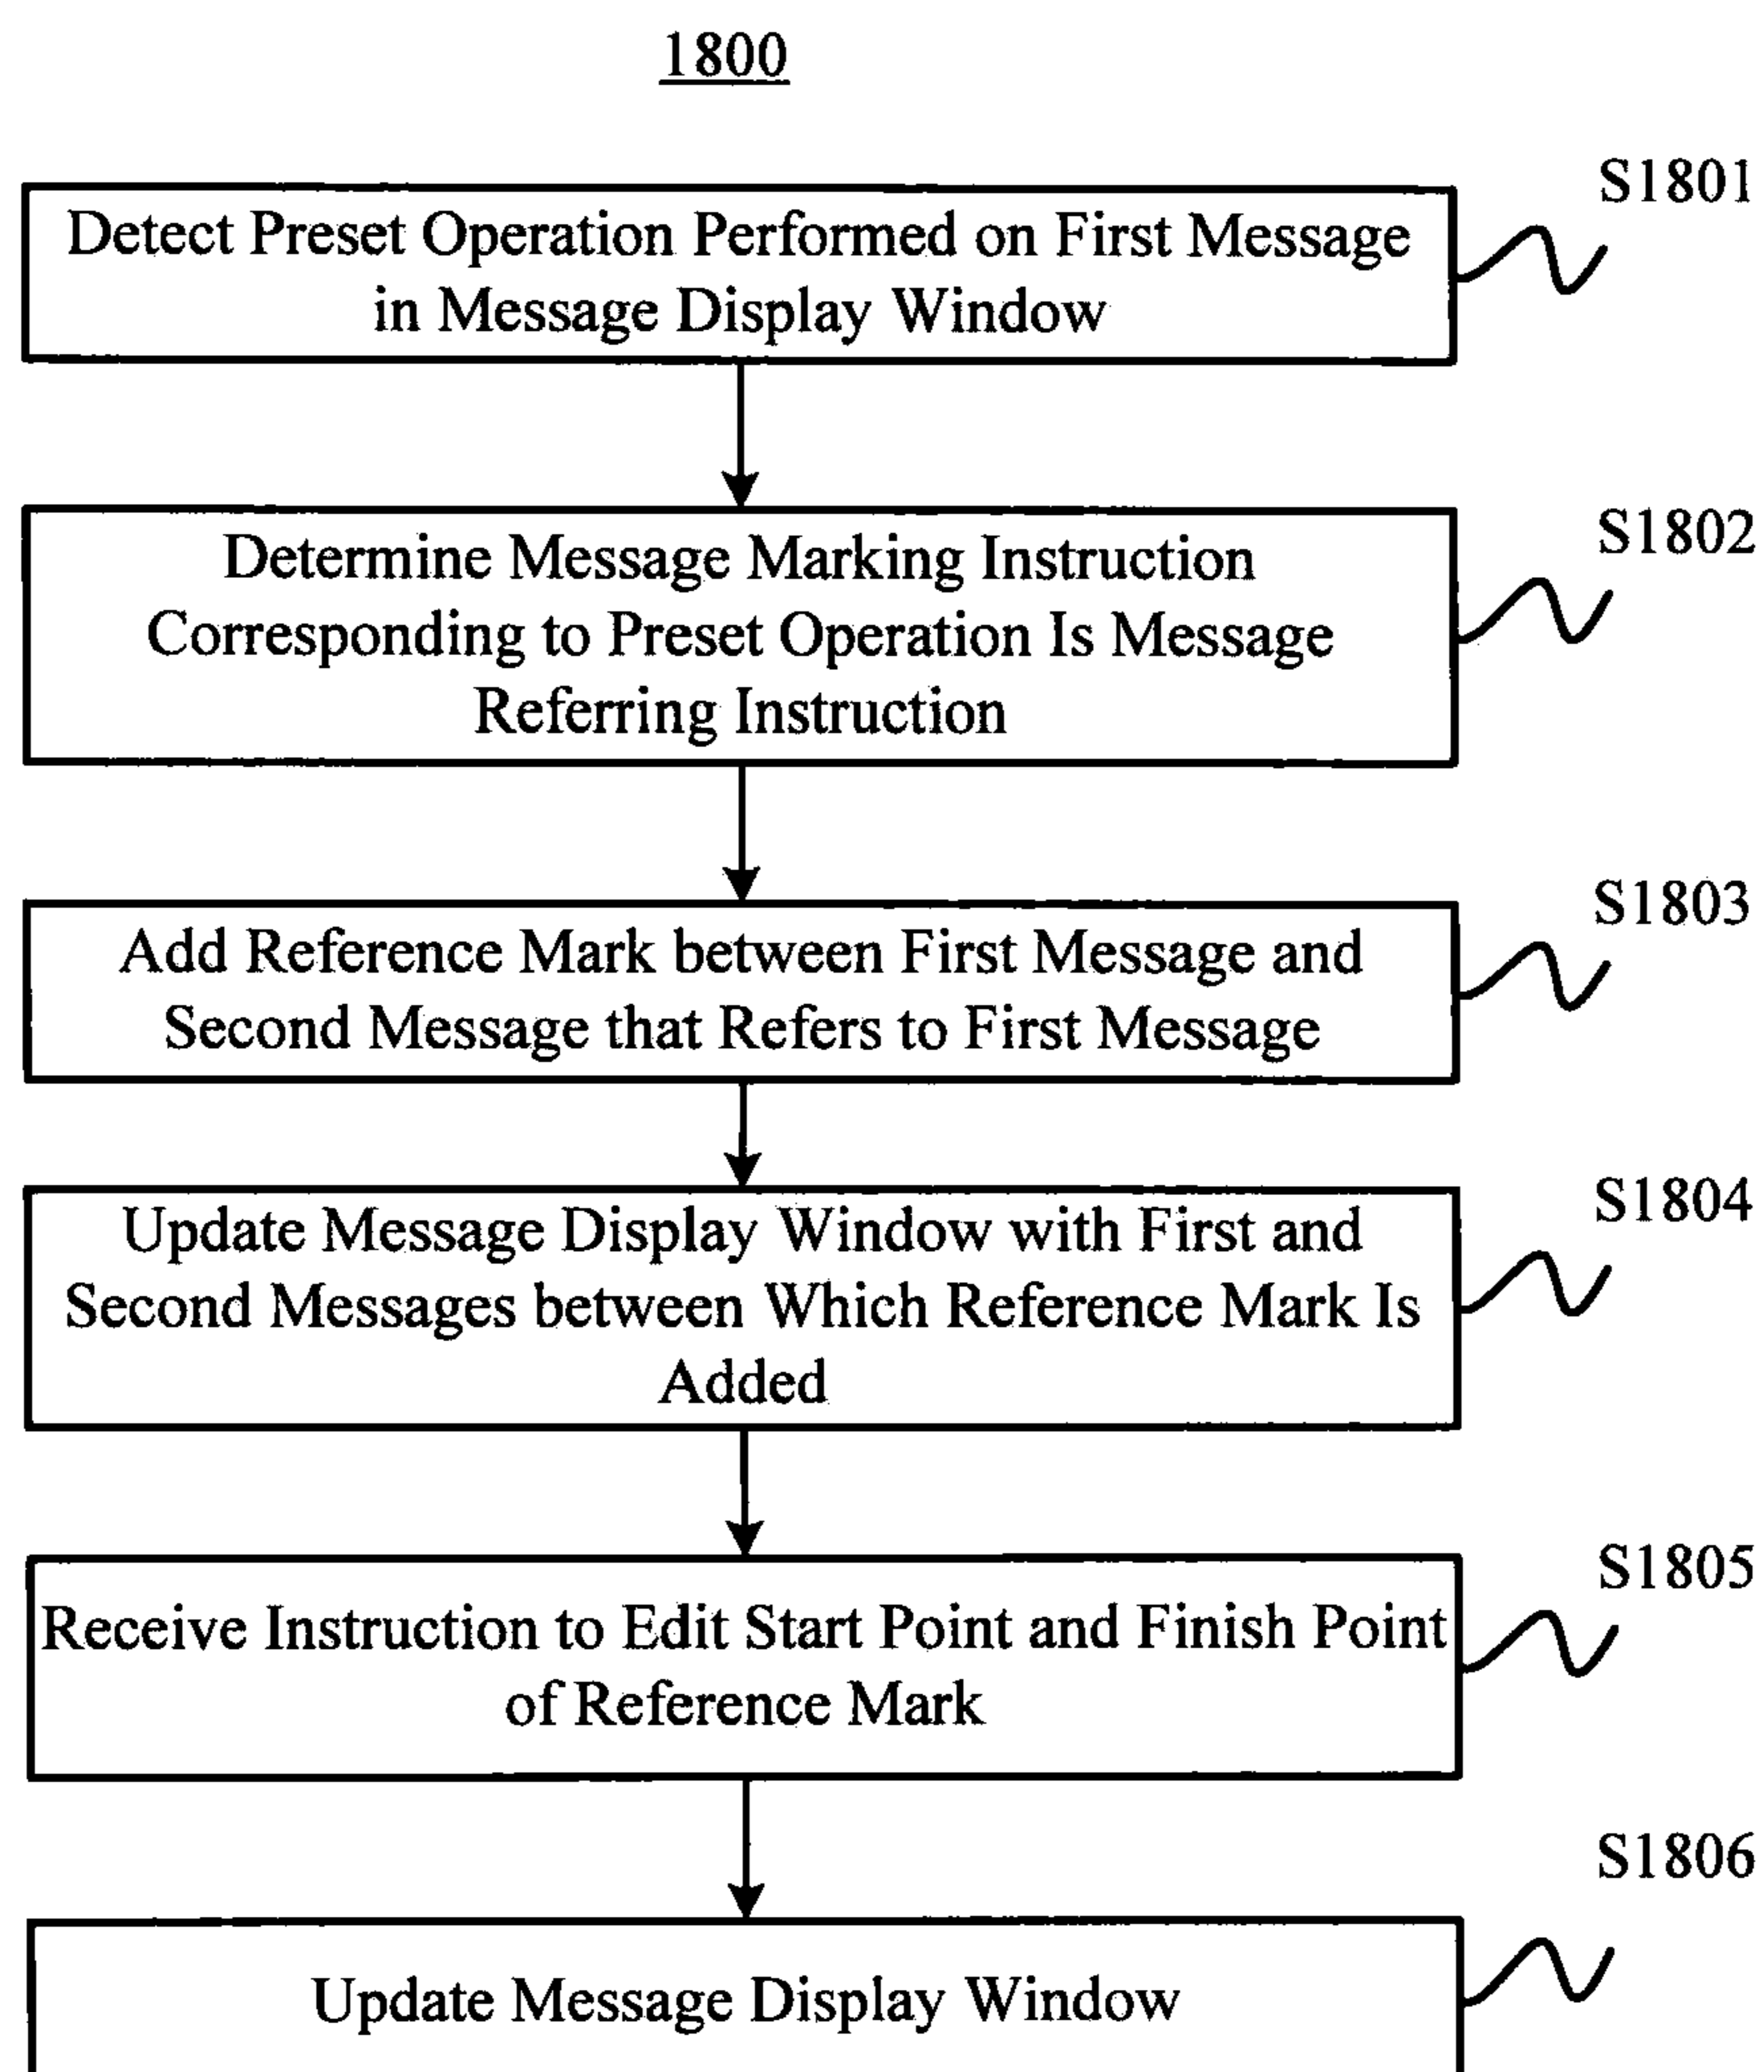 1800
S1801
Detect Preset Operation Performed on First Message
in Message Display Window
S1802
Determine Message Marking Instruction
Corresponding to Preset Operation Is Message
Referring Instruction
S1803
Add Reference Mark between First Message and
Second Message that Refers to First Message
S1804
Update Message Display Window with First and
Second Messages between Which Reference Mark Is
Added
S1805
Receive Instruction to Edit Start Point and Finish Point
of Reference Mark
S1806
Update Message Display Window